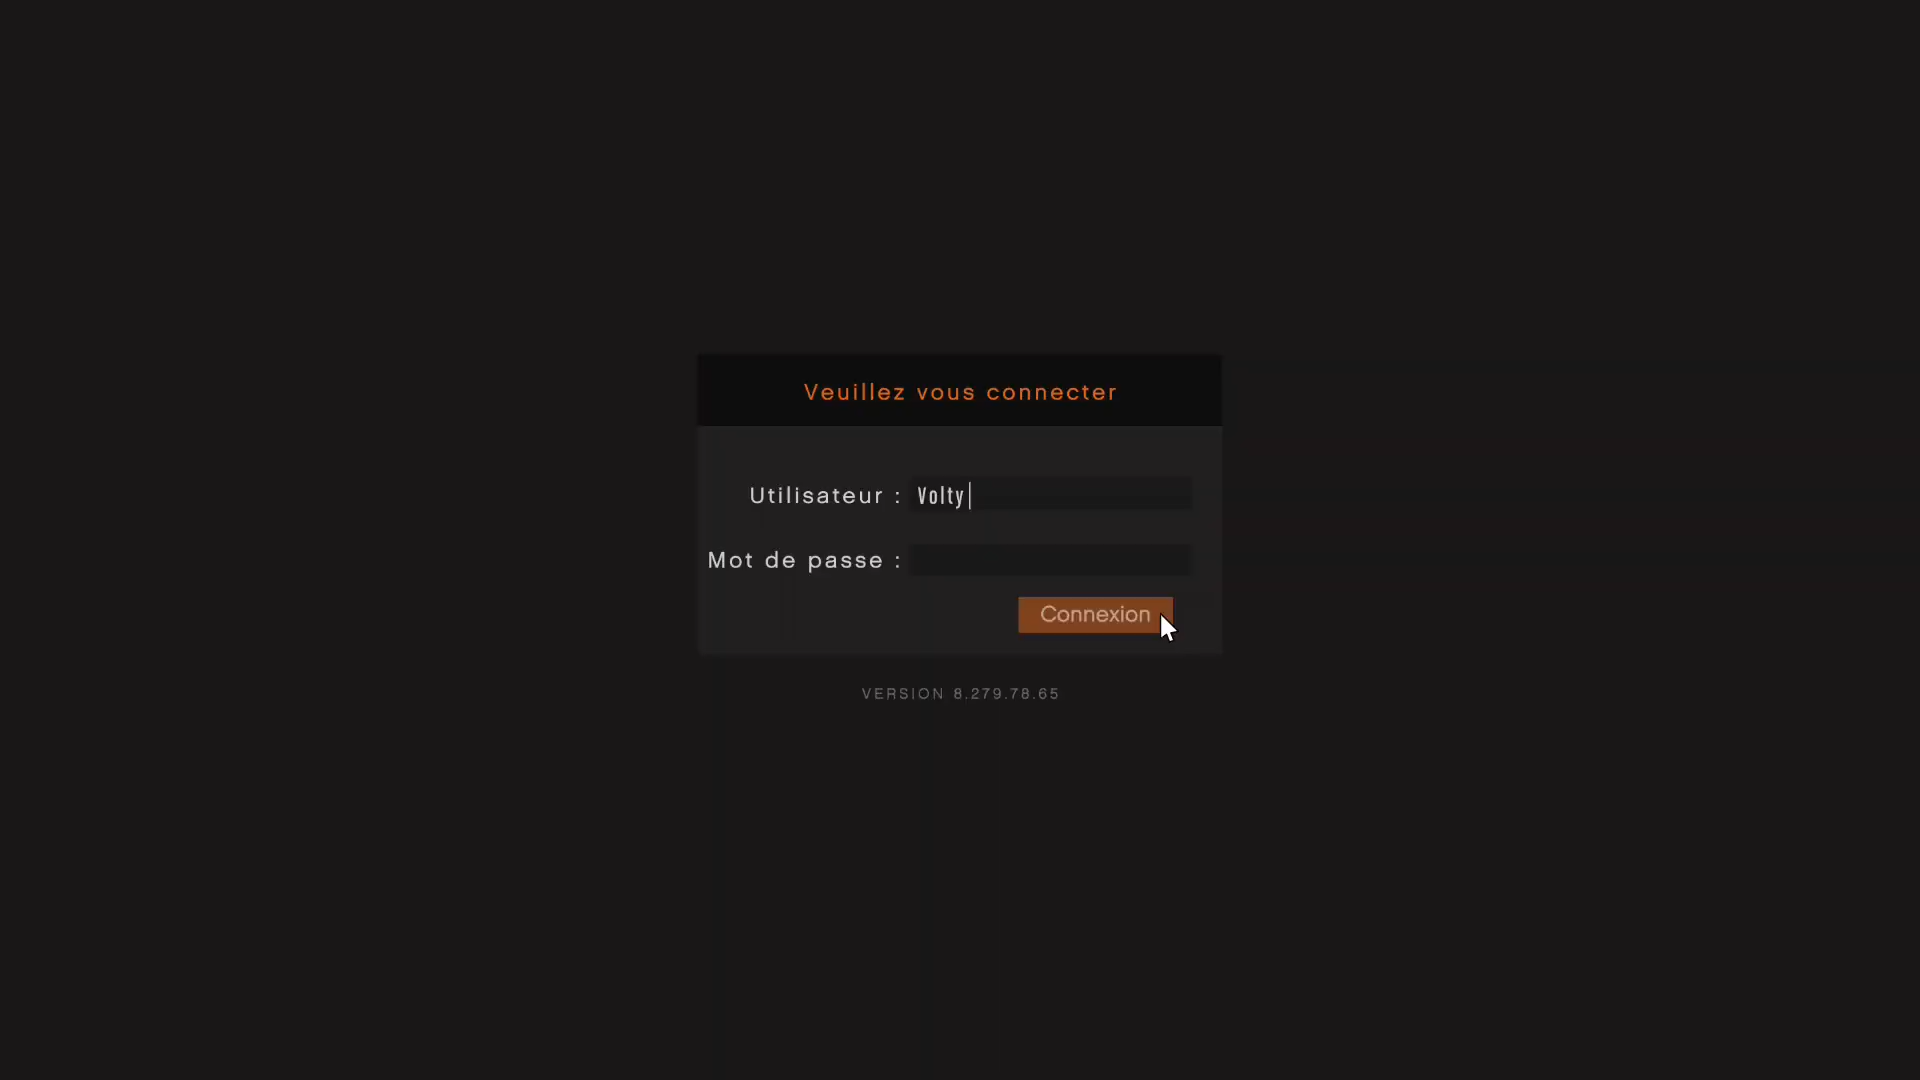 Veuillez vous connecter
Utilisateur : Volty
Mot de passe :
Connexion
VERSION 8.279.78.65